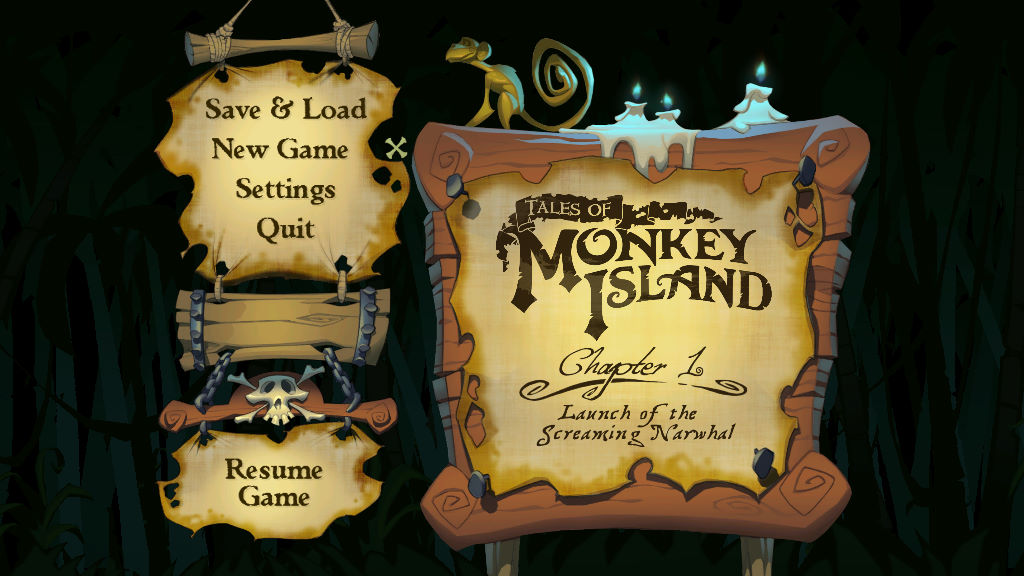 Save & Load
New Game
Settings
Quit
Resume
Game
TALES OF
MONKEY
ISLAND
Chapter 1
Launch of the
Screaming Narwhal